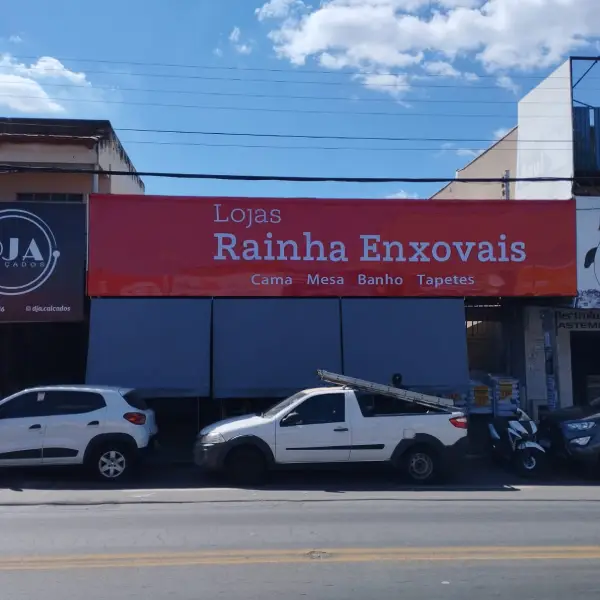 Lojas
Rainha Enxovais
Cama Mesa Banho Tapetes
JA
dja.calcados